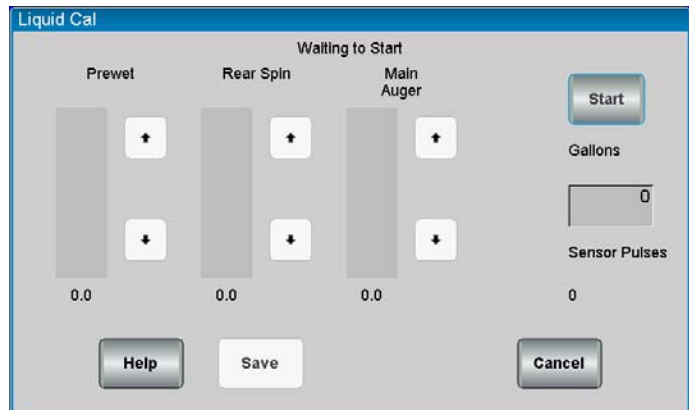 Liquid Cal
Waiting to Start
Prewet
Rear Spin
Main
Auger
Start
Gallons
0
Sensor Pulses
0.0
0.0
0.0
0
Help
Save
Cancel